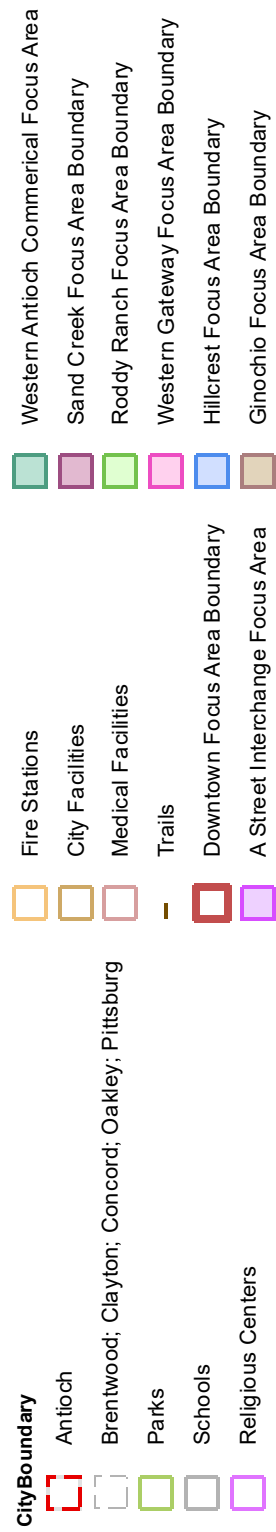 CityBoundary
Antioch
Brentwood; Clayton; Concord; Oakley; Pittsburg
Parks
Schools
Religious Centers
Fire Stations
City Facilities
Medical Facilities
Trails
Downtown Focus Area Boundary
A Street Interchange Focus Area
Western Antioch Commerical Focus Area
Sand Creek Focus Area Boundary
Roddy Ranch Focus Area Boundary
Western Gateway Focus Area Boundary
Hillcrest Focus Area Boundary
Ginochio Focus Area Boundary